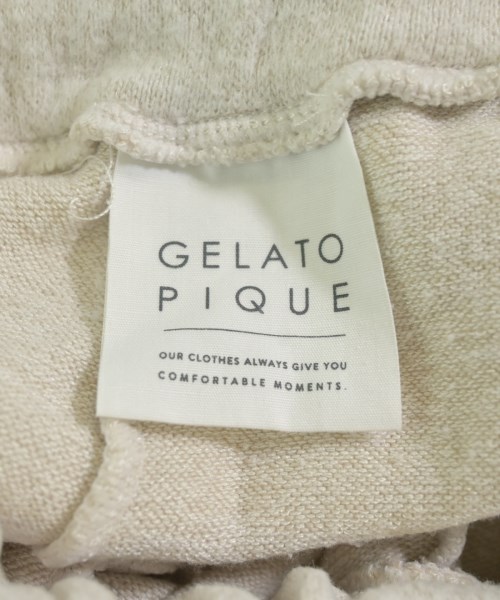 GELATO
PIQUE
OUR CLOTHES ALWAYS GIVE YOU
COMFORTABLE MOMENTS.